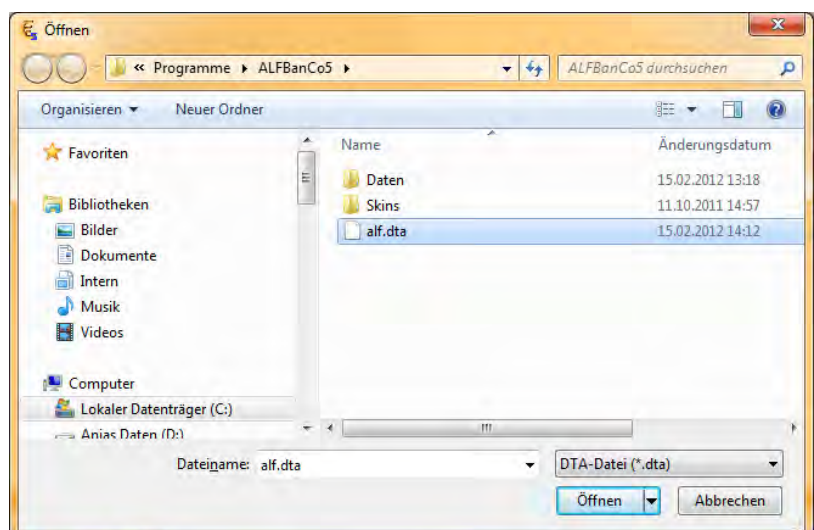 Öffnen
« Programme ▸ ALFBanCo5 ▸
ALFBanCo5 durchsuchen
Organisieren ▾ Neuer Ordner
Favoriten
Bibliotheken
Bilder
Dokumente
Intern
Musik
Videos
Computer
Lokaler Datenträger (C:)
Anjas Daten (D:)
Name Änderungsdatum
Daten 15.02.2012 13:18
Skins 11.10.2011 14:57
alf.dta 15.02.2012 14:12
Dateiname: alf.dta
DTA-Datei (*.dta)
Öffnen Abbrechen